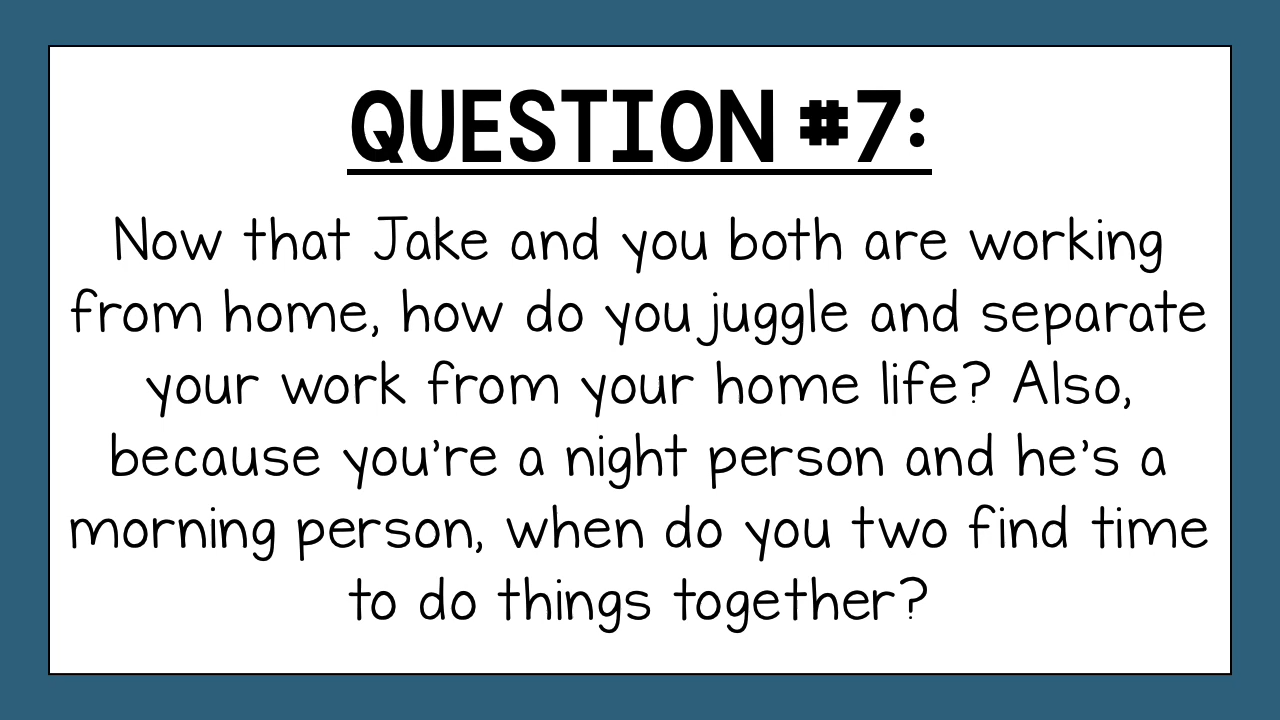 QUESTION #7:
Now that Jake and you both are working
from home, how do you juggle and separate
your work from your home life? Also,
because you're a night person and he's a
morning person, when do you two find time
to do things together?